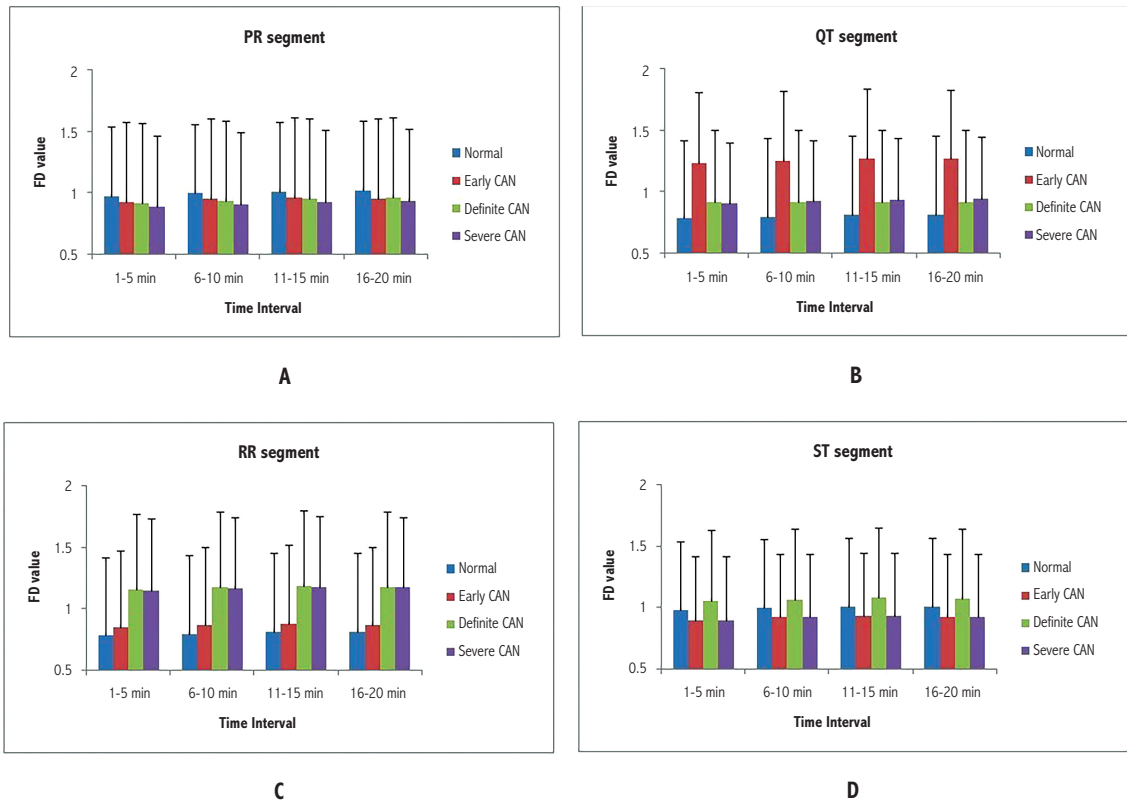 PR segment
2
1.5
1
0.5
FD value
1-5 min
6-10 min
11-15 min
16-20 min
Time Interval
Normal
Early CAN
Definite CAN
Severe CAN
A
QT segment
2
1.5
1
0.5
FD value
1-5 min
6-10 min
11-15 min
16-20 min
Time Interval
Normal
Early CAN
Definite CAN
Severe CAN
B
RR segment
2
1.5
1
0.5
FD value
1-5 min
6-10 min
11-15 min
16-20 min
Time Interval
Normal
Early CAN
Definite CAN
Severe CAN
C
ST segment
2
1.5
1
0.5
FD value
1-5 min
6-10 min
11-15 min
16-20 min
Time Interval
Normal
Early CAN
Definite CAN
Severe CAN
D